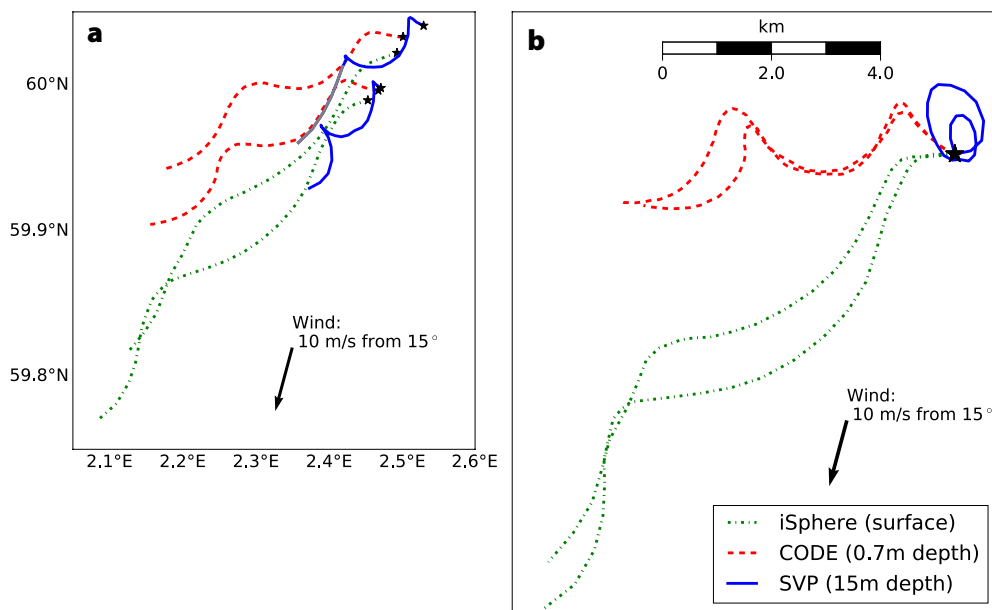 a
60°N
59.9°N
59.8°N
Wind:
10 m/s from 15°
2.1°E 2.2°E 2.3°E 2.4°E 2.5°E 2.6°E
b
km
0 2.0 4.0
Wind:
10 m/s from 15°
iSphere (surface)
CODE (0.7m depth)
SVP (15m depth)